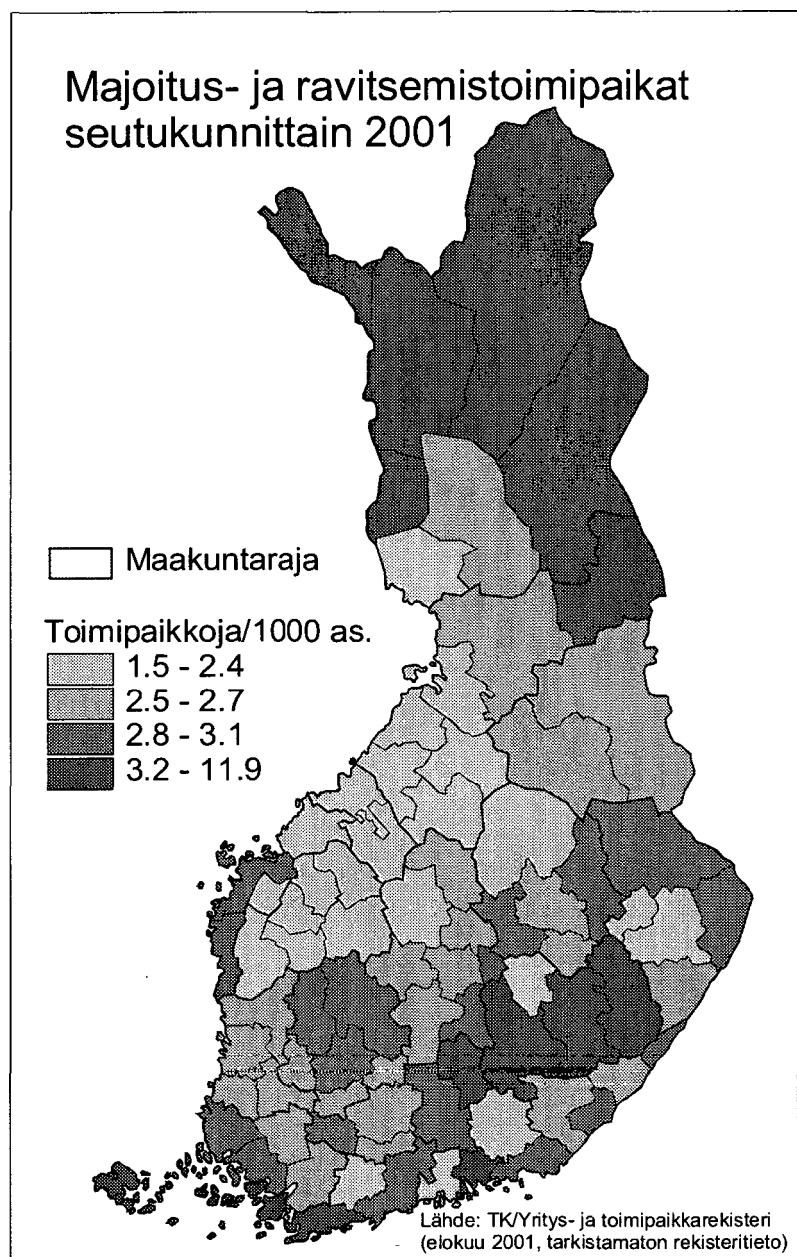 Majoitus- ja ravitsemistoimipaikat
seutukunnittain 2001
Maakuntaraja
Toimipaikkoja/1000 as.
1.5 - 2.4
2.5 - 2.7
2.8 - 3.1
3.2 - 11.9
Lähde: TK/Yritys- ja toimipaikkarekisteri
(elokuu 2001, tarkistamaton rekisteritieto)